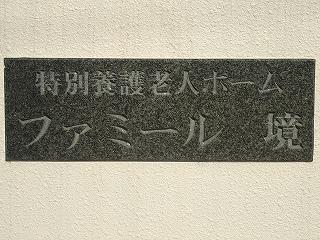 特別養護老人ホーム
ファミール 境